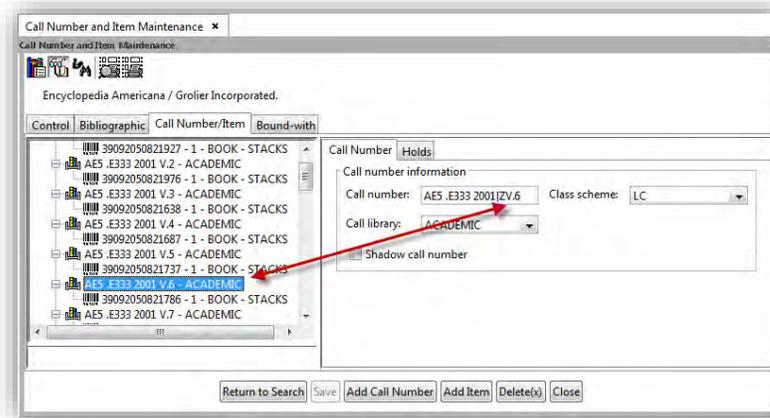 Call Number and Item Maintenance ×
Call Number and Item Maintenance
Encyclopedia Americana / Grolier Incorporated.
Control Bibliographic Call Number/Item Bound-with
39092050821927 - 1 - BOOK - STACKS
AE5 .E333 2001 V.2 - ACADEMIC
39092050821976 - 1 - BOOK - STACKS
AE5 .E333 2001 V.3 - ACADEMIC
39092050821638 - 1 - BOOK - STACKS
AE5 .E333 2001 V.4 - ACADEMIC
39092050821687 - 1 - BOOK - STACKS
AE5 .E333 2001 V.5 - ACADEMIC
39092050821737 - 1 - BOOK - STACKS
AE5 .E333 2001 V.6 - ACADEMIC
39092050821786 - 1 - BOOK - STACKS
AE5 .E333 2001 V.7 - ACADEMIC
Call Number Holds
Call number information
Call number: AE5 .E333 2001|ZV.6 Class scheme: LC
Call library: ACADEMIC
Shadow call number
Return to Search Save Add Call Number Add Item Delete(x) Close